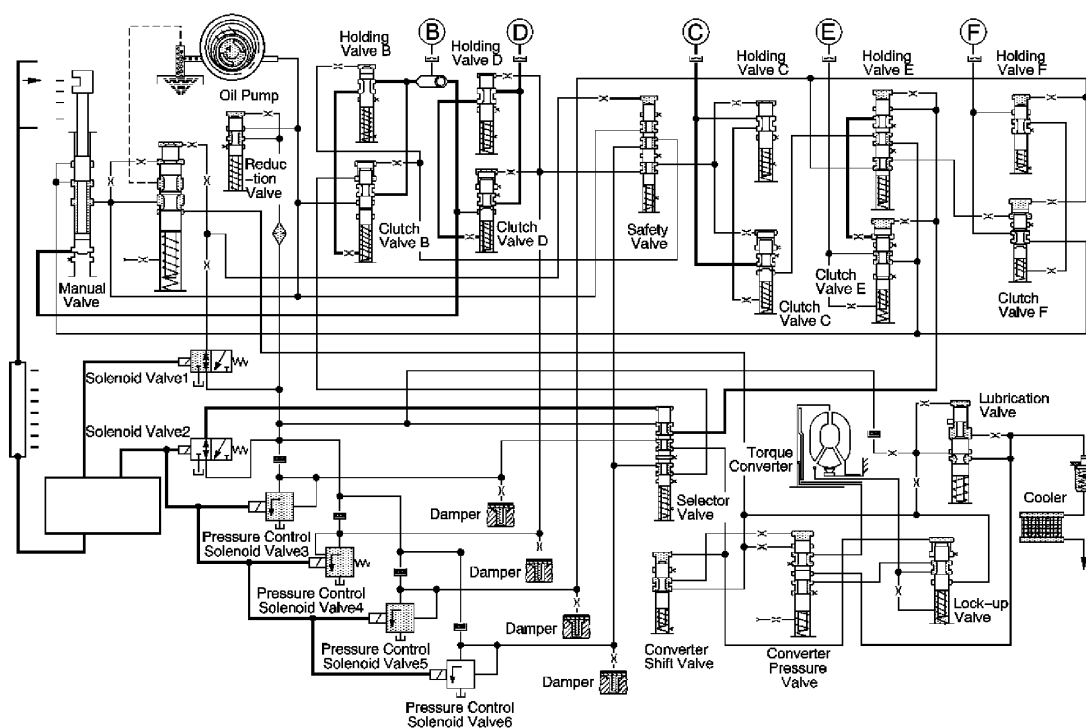 Holding
Valve B
B
Holding
Valve D
D
C
Holding
Valve C
E
Holding
Valve E
F
Holding
Valve F
Oil Pump
Reduc
-tion
Valve
Clutch
Valve B
Clutch
Valve D
Safety
Valve
Clutch
Valve E
Clutch
Valve C
Clutch
Valve F
Manual
Valve
Solenoid Valve1
Solenoid Valve2
Lubrication
Valve
Torque
Converter
Cooler
Selector
Valve
Damper
Pressure Control
Solenoid Valve3
Damper
Pressure Control
Solenoid Valve4
Damper
Pressure Control
Solenoid Valve5
Damper
Pressure Control
Solenoid Valve6
Converter
Shift Valve
Converter
Pressure
Valve
Lock-up
Valve